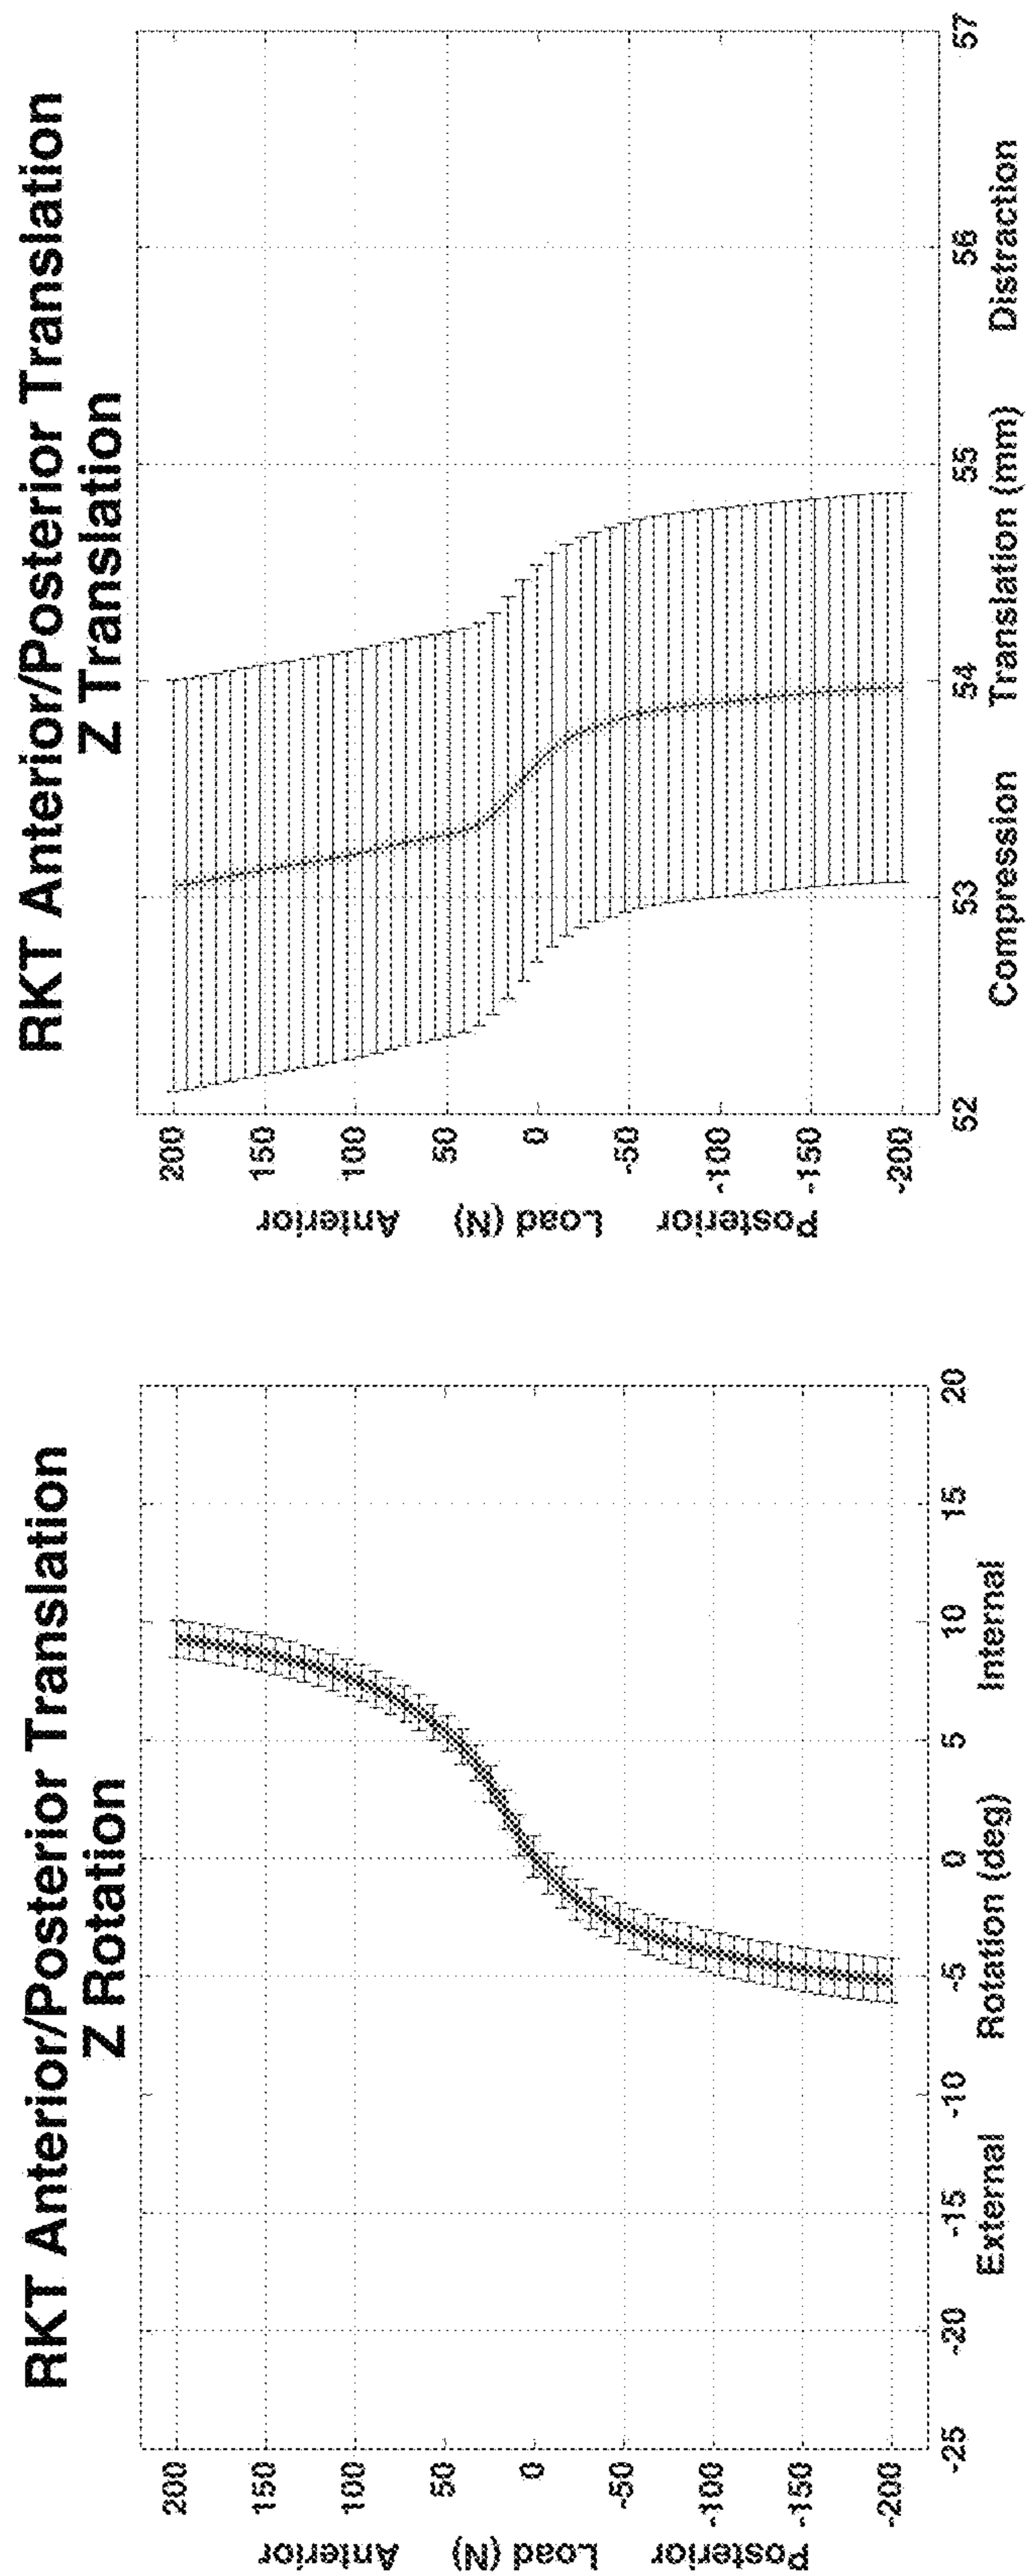 RKT Anterior/Posterior Translation
Z Rotation
Anterior
Load (N)
Posterior
200
150
100
50
0
-50
-100
-150
-200
-25
-20
-15
-10
-5
0
5
10
15
20
External
Rotation (deg)
Internal
RKT Anterior/Posterior Translation
Z Translation
Anterior
Load (N)
Posterior
200
150
100
50
0
-50
-100
-150
-200
52
53
54
55
56
57
Compression
Translation (mm)
Distraction